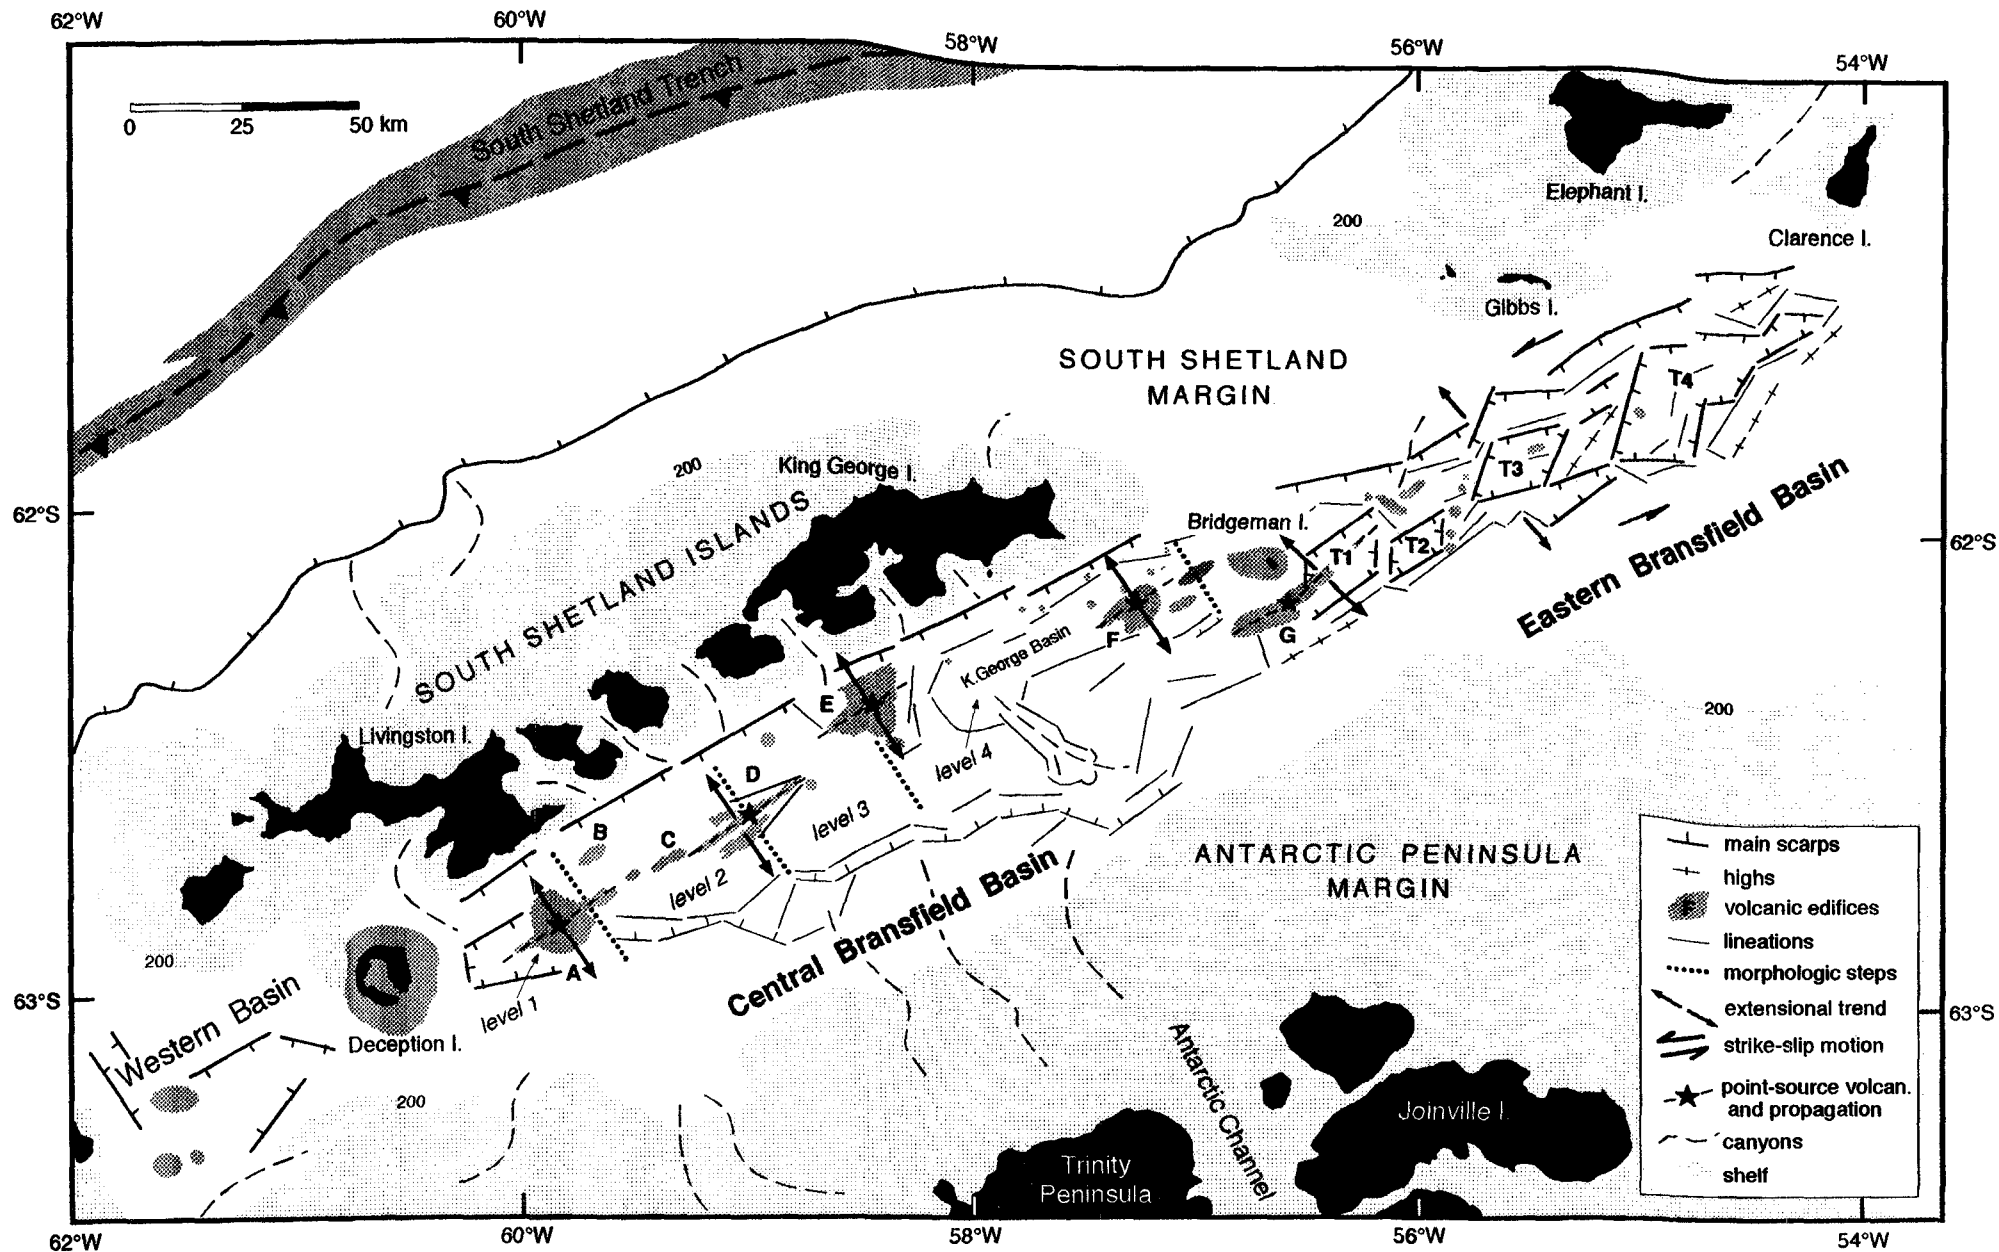 62°W
60°W
58°W
56°W
54°W
0 25 50 km
South Shetland Trench
Elephant I.
Clarence I.
200
Gibbs I.
SOUTH SHETLAND
MARGIN
T4
T3
200
King George I.
62°S
SOUTH SHETLAND ISLANDS
Bridgeman I.
T1
T2
62°S
Eastern Bransfield Basin
F
G
K.George Basin
E
Livingston I.
level 4
200
D
level 3
B
C
level 2
Central Bransfield Basin
ANTARCTIC PENINSULA
MARGIN
200
A
level 1
63°S
Western Basin
Deception I.
200
63°S
Antarctic Channel
Joinville I.
Trinity
Peninsula
main scarps
highs
F
volcanic edifices
lineations
morphologic steps
extensional trend
strike-slip motion
point-source volcan.
and propagation
canyons
shelf
62°W
60°W
58°W
56°W
54°W